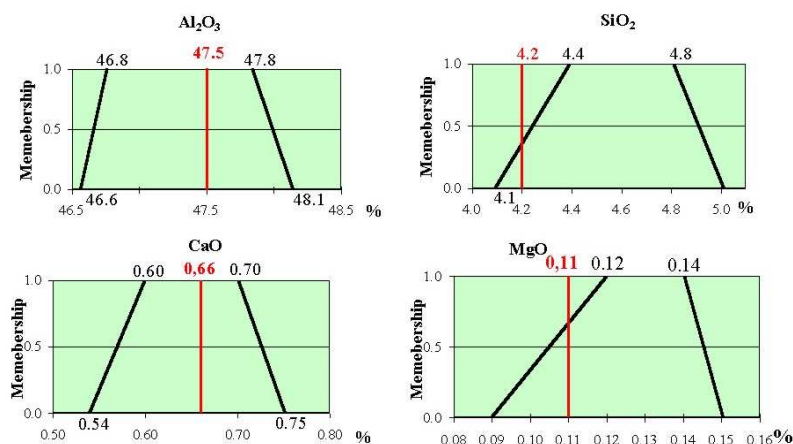 Al₂O₃
46.8 47.5 47.8
1.0
0.5
0.0
Memebership
46.6 48.1
46.5 47.5 48.5 %
SiO₂
4.2 4.4 4.8
1.0
0.5
0.0
Memebership
4.1
4.0 4.2 4.4 4.6 4.8 5.0 %
CaO
0.60 0,66 0.70
1.0
0.5
0.0
Memebership
0.54 0.75
0.50 0.60 0.70 0.80 %
MgO
0,11 0.12 0.14
1.0
0.5
0.0
Memebership
0.08 0.09 0.10 0.11 0.12 0.13 0.14 0.15 0.16 %